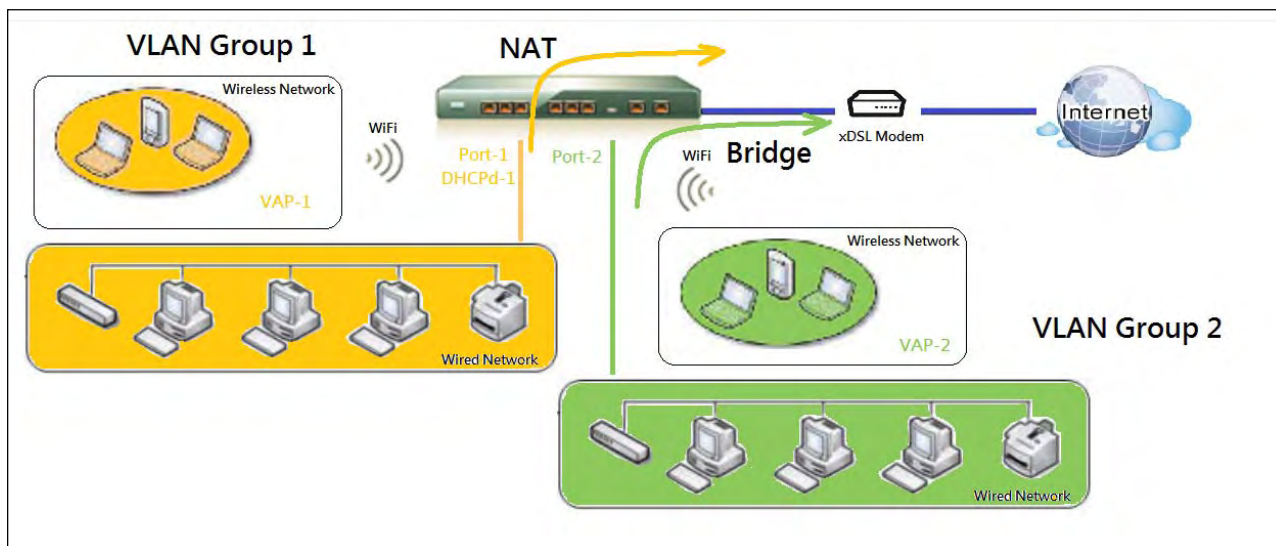 VLAN Group 1
NAT
Wireless Network
WiFi
VAP-1
Port-1
DHCPd-1
Port-2
WiFi
Bridge
xDSL Modem
Internet
Wired Network
Wireless Network
VAP-2
VLAN Group 2
Wired Network